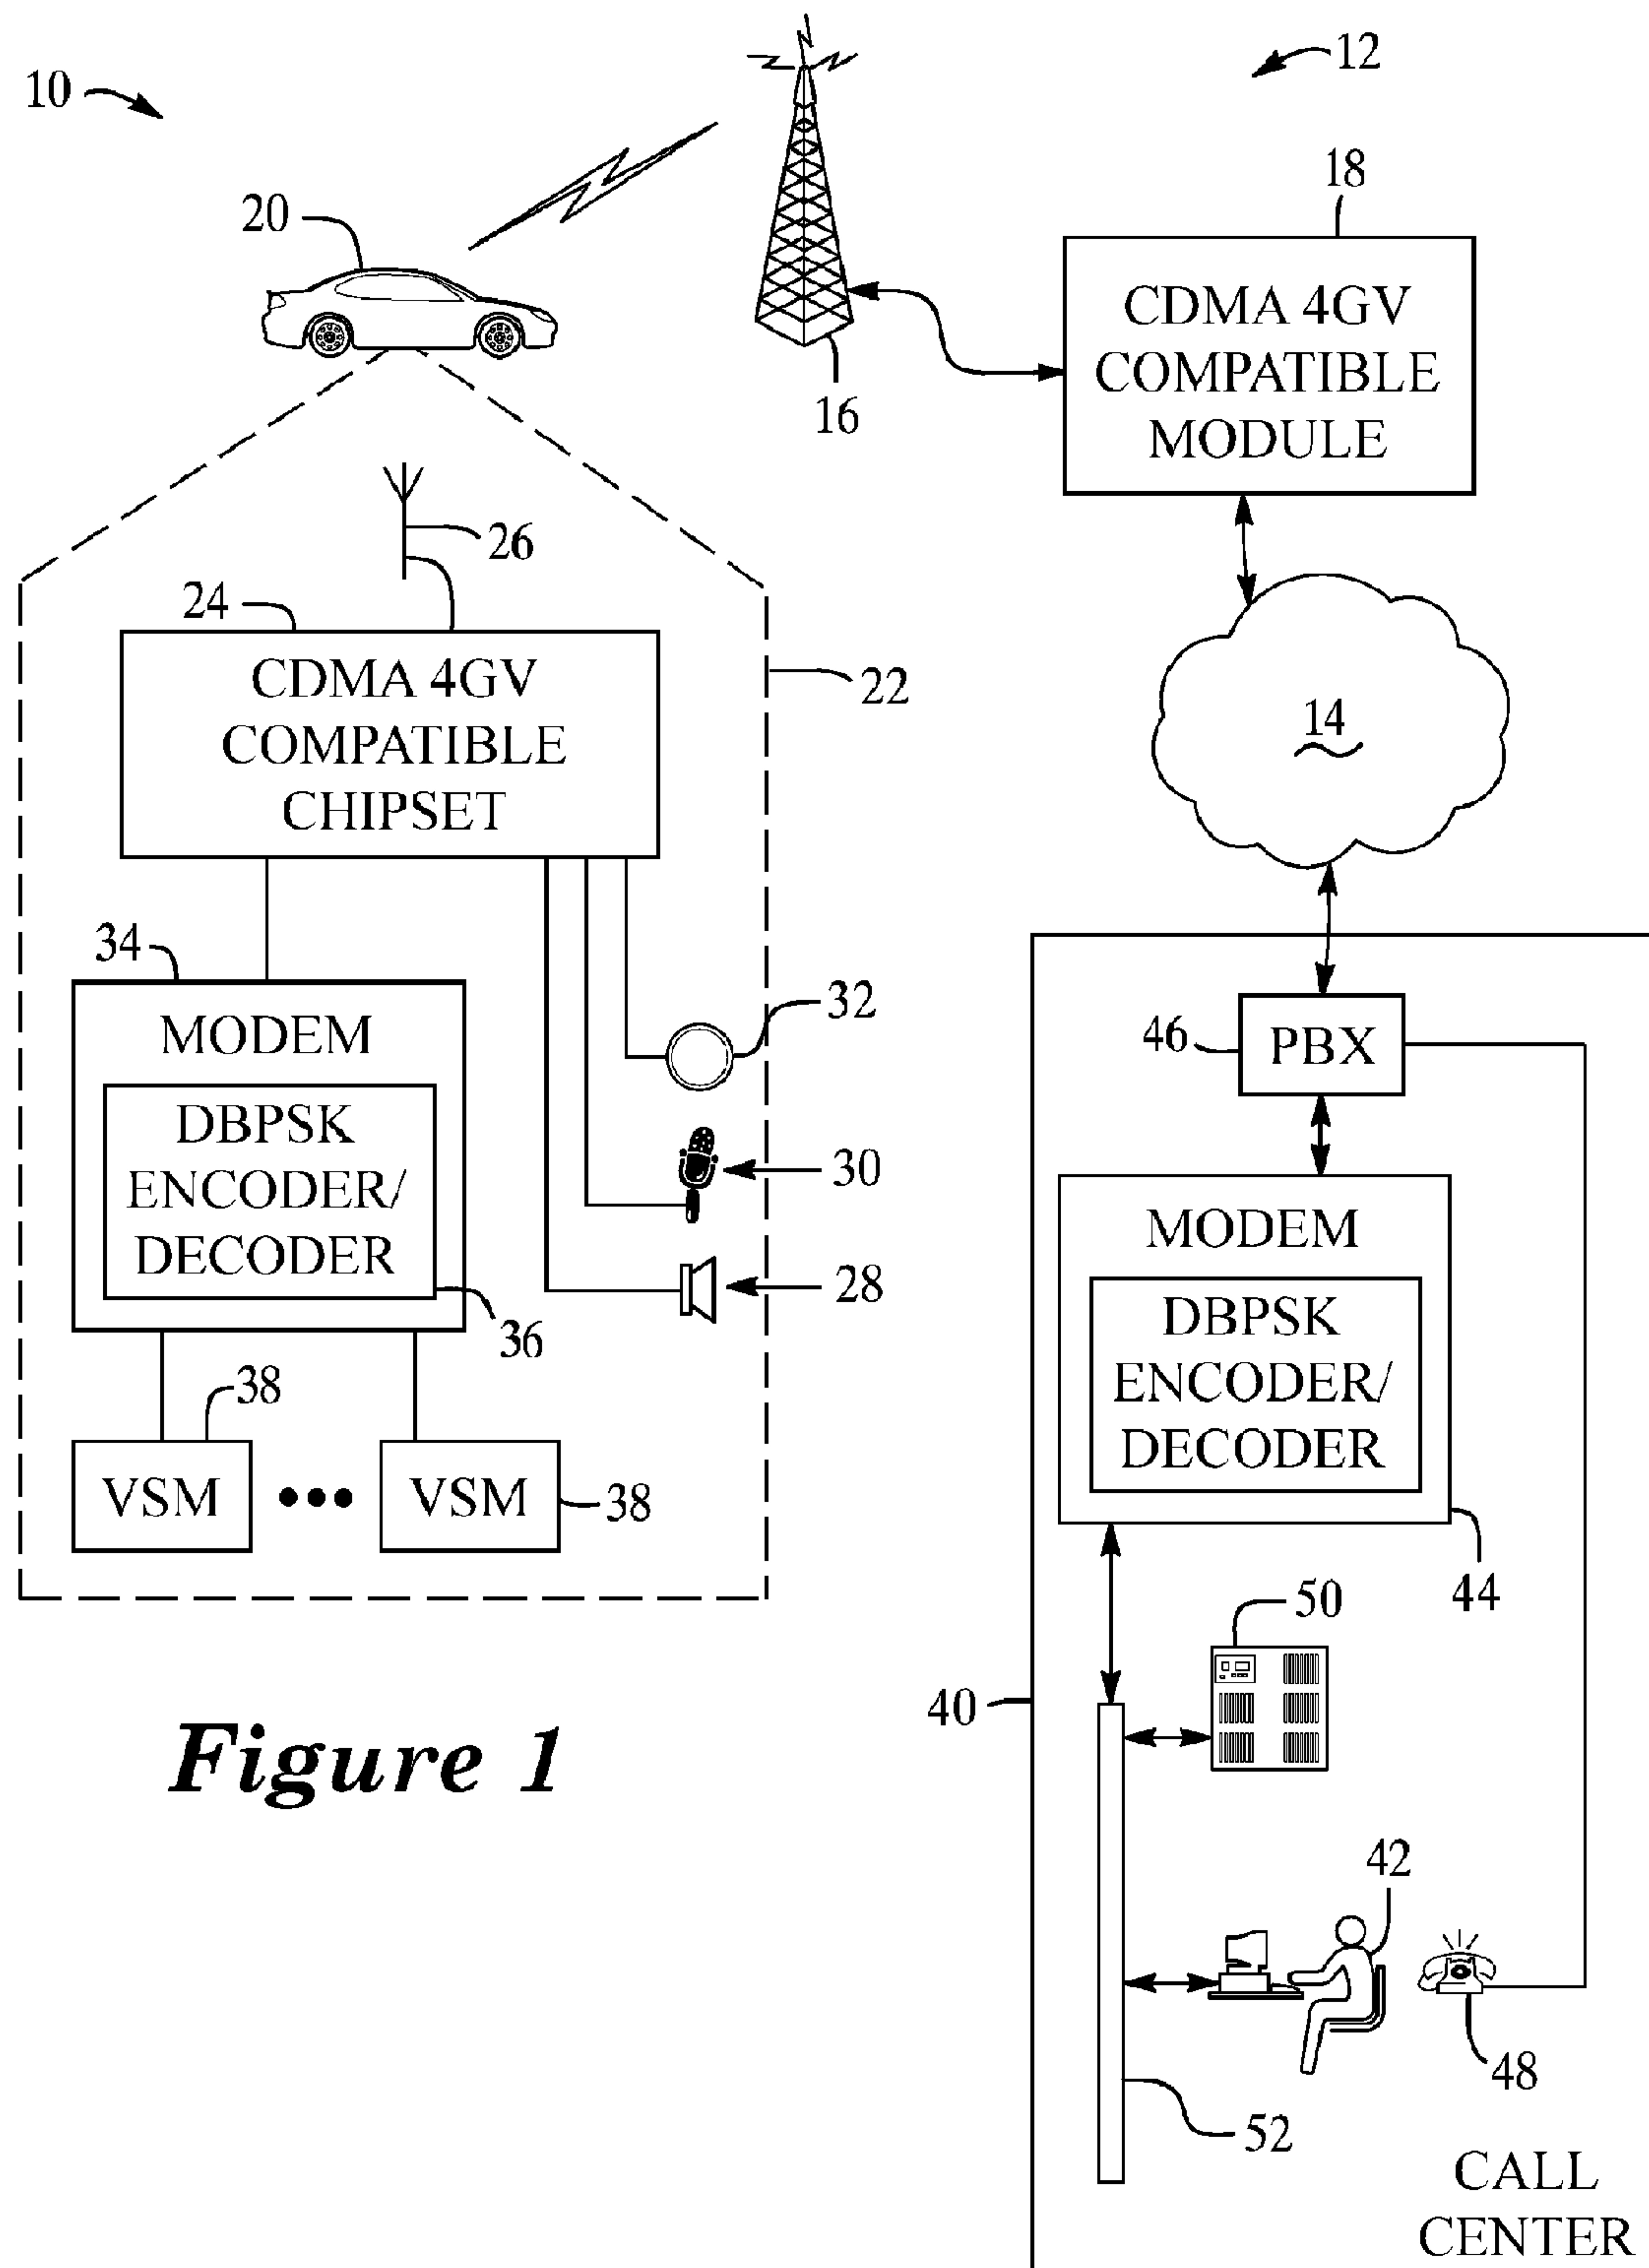 10
12
20
18
CDMA 4GV
COMPATIBLE
MODULE
16
26
24
CDMA 4GV
COMPATIBLE
CHIPSET
22
14
34
MODEM
DBPSK
ENCODER/
DECODER
36
32
30
28
38
VSM
VSM
38
46
PBX
MODEM
DBPSK
ENCODER/
DECODER
44
50
40
42
48
52
CALL
CENTER
Figure 1